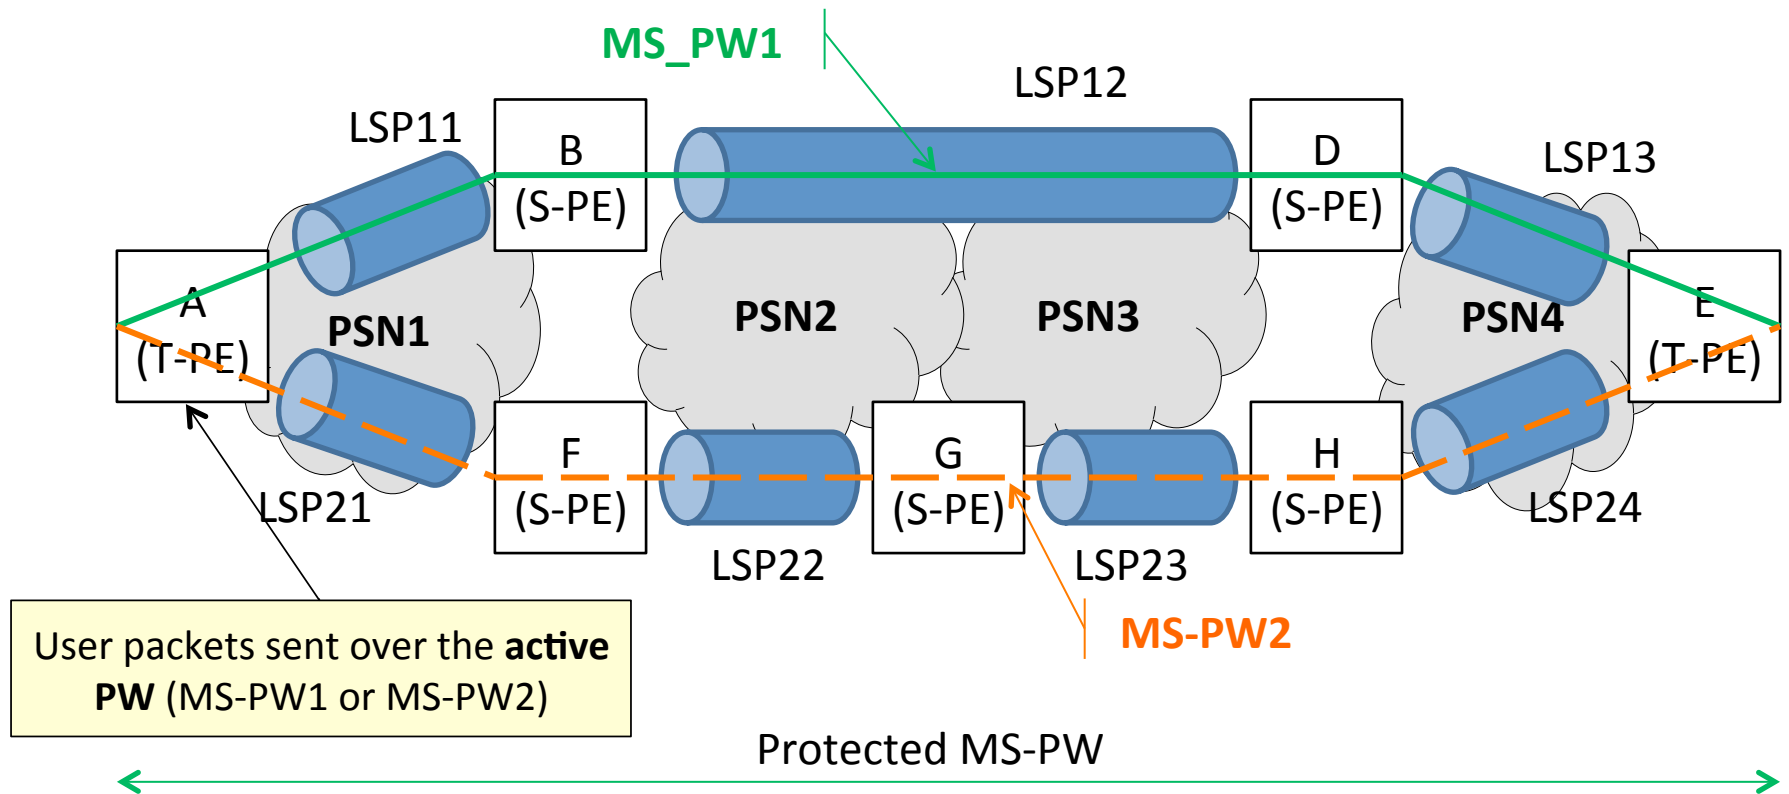 MS_PW1
LSP12
LSP11
B
(S-PE)
D
(S-PE)
LSP13
A
(T-PE)
PSN1
PSN2
PSN3
PSN4
E
(T-PE)
LSP21
F
(S-PE)
G
(S-PE)
H
(S-PE)
LSP24
LSP22
LSP23
MS-PW2
User packets sent over the active
PW (MS-PW1 or MS-PW2)
Protected MS-PW